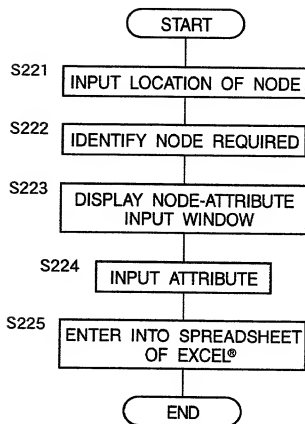 START
S221
INPUT LOCATION OF NODE
S222
IDENTIFY NODE REQUIRED
S223
DISPLAY NODE-ATTRIBUTE
INPUT WINDOW
S224
INPUT ATTRIBUTE
S225
ENTER INTO SPREADSHEET
OF EXCEL®
END